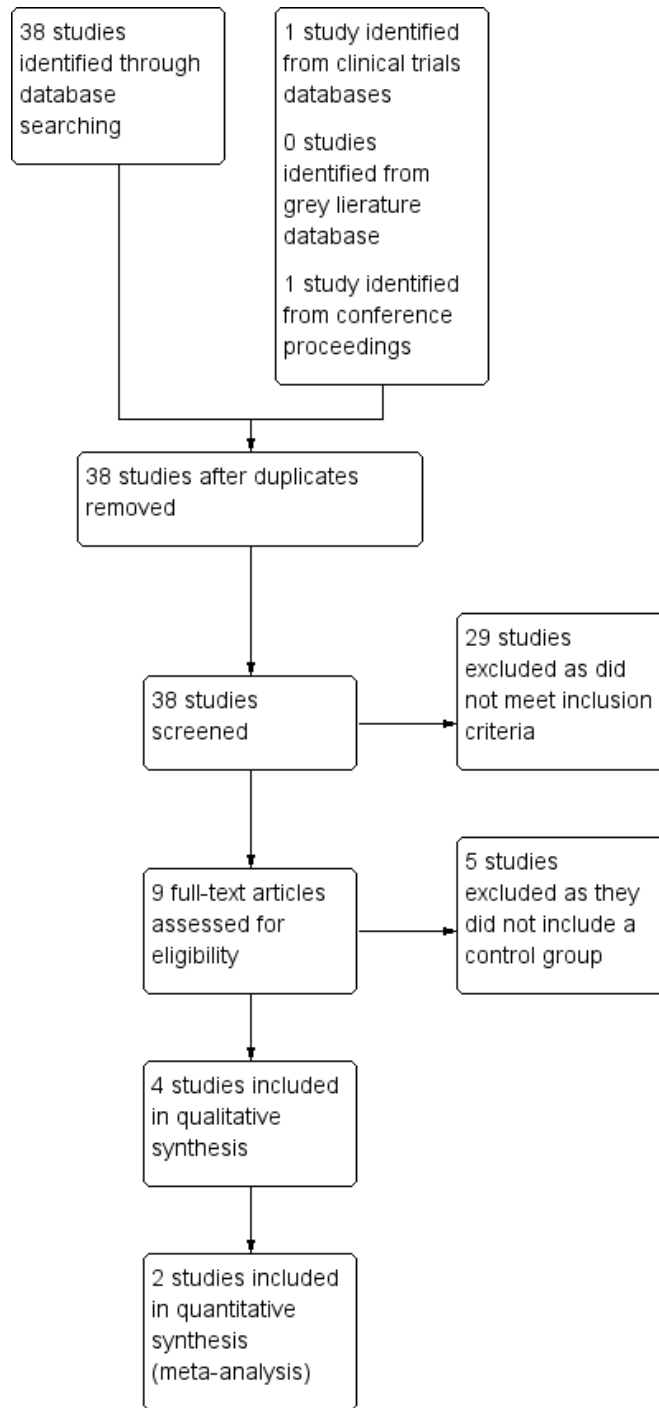 38 studies
identified through
database
searching
1 study identified
from clinical trials
databases
0 studies
identified from
grey lierature
database
1 study identified
from conference
proceedings
38 studies after duplicates
removed
38 studies
screened
29 studies
excluded as did
not meet inclusion
criteria
9 full-text articles
assessed for
eligibility
5 studies
excluded as they
did not include a
control group
4 studies included
in qualitative
synthesis
2 studies included
in quantitative
synthesis
(meta-analysis)